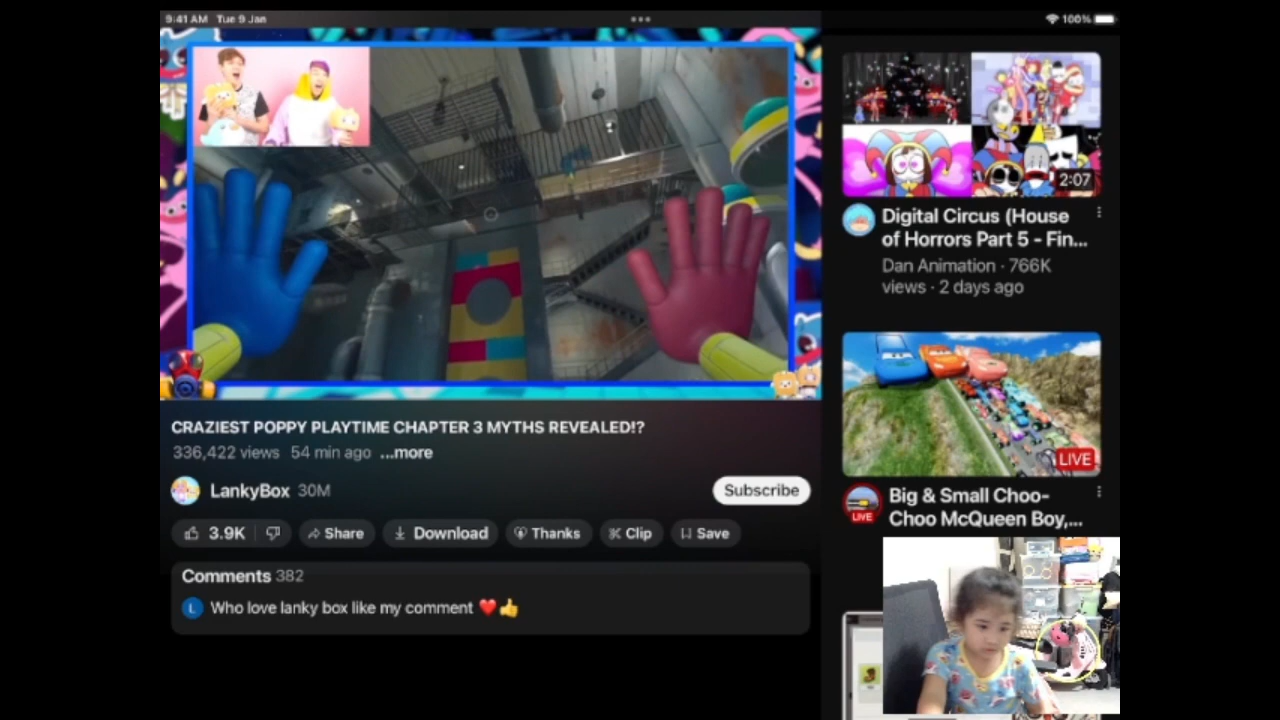 9:41 AM Tue 9 Jan
100%
CRAZIEST POPPY PLAYTIME CHAPTER 3 MYTHS REVEALED!?
336,422 views 54 min ago ...more
LankyBox 30M
Subscribe
3.9K
Share
Download
Thanks
Clip
Save
Comments 382
L
Who love lanky box like my comment ❤️👍
2:07
Digital Circus (House
of Horrors Part 5 - Fin...
Dan Animation · 766K
views · 2 days ago
LIVE
LIVE
Big & Small Choo-
Choo McQueen Boy,...